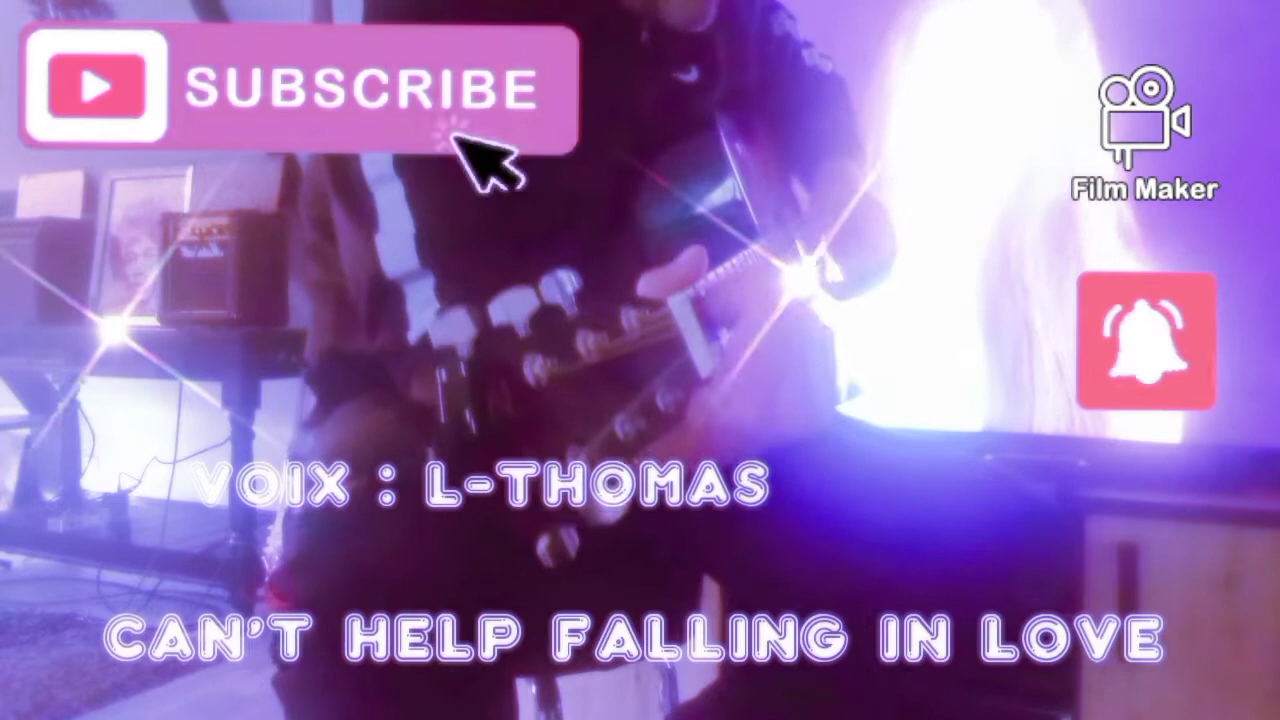 SUBSCRIBE
Film Maker
VOIX : L-THOMAS
CAN'T HELP FALLING IN LOVE